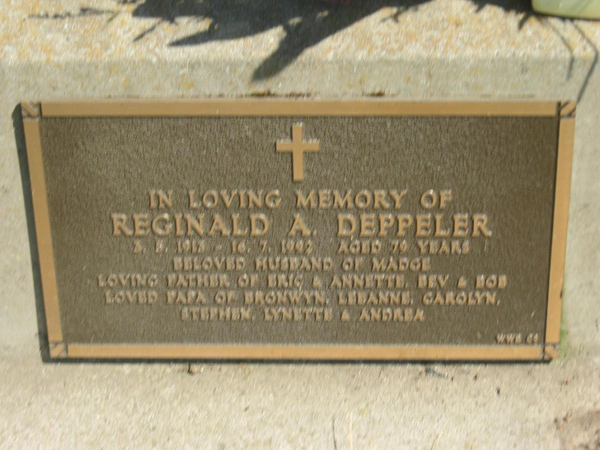 IN LOVING MEMORY OF
REGINALD A. DEPPELER
3. 5. 1913 - 16. 7. 1992 AGED 79 YEARS
BELOVED HUSBAND OF MADGE
LOVING FATHER OF ERIC & ANNETTE, BEV & BOB
LOVED PAPA OF BRONWYN, LEEANNE, CAROLYN,
STEPHEN, LYNETTE & ANDREA